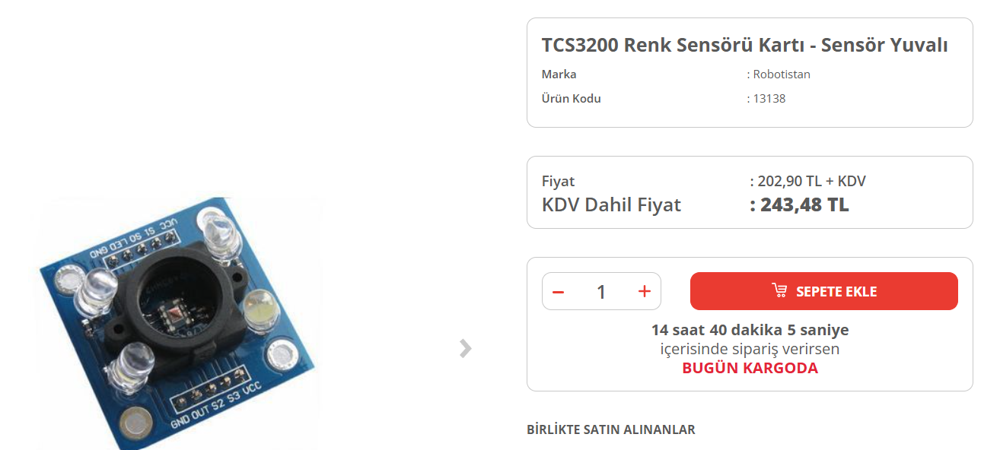 TCS3200 Renk Sensörü Kartı - Sensör Yuvalı
Marka : Robotistan
Ürün Kodu : 13138
Fiyat : 202,90 TL + KDV
KDV Dahil Fiyat : 243,48 TL
1
SEPETE EKLE
14 saat 40 dakika 5 saniye
içerisinde sipariş verirsen
BUGÜN KARGODA
BİRLİKTE SATIN ALINANLAR
VCC S1 S0 LED GND
GND OUT S2 S3 VCC